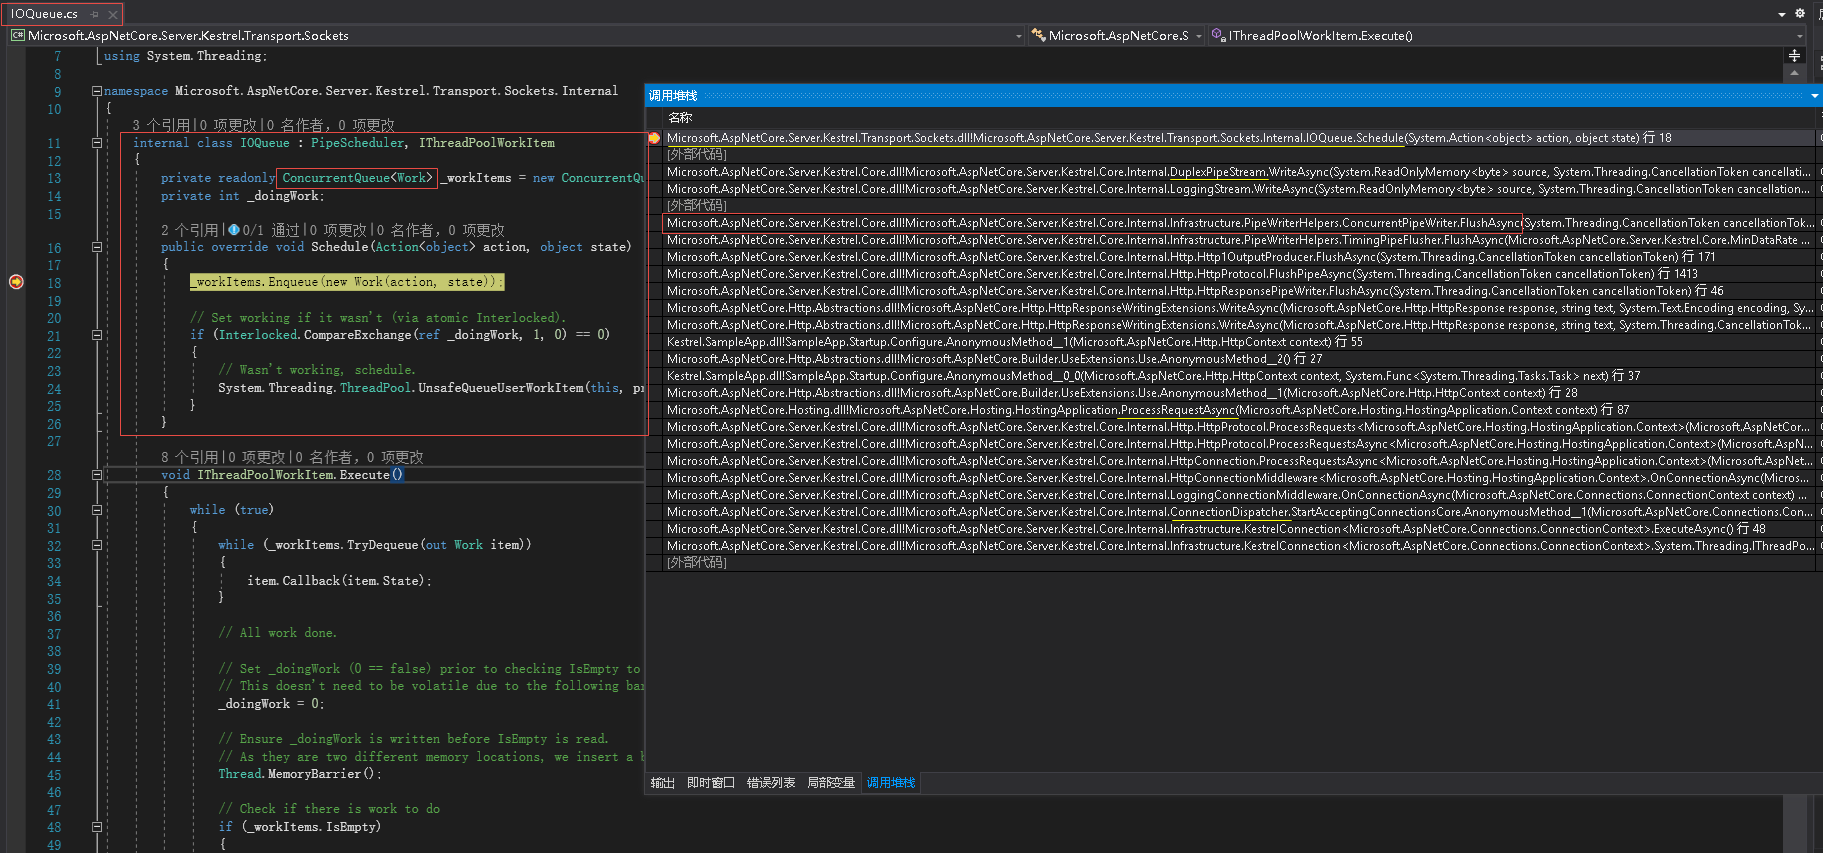 IOQueue.cs
Microsoft.AspNetCore.Server.Kestrel.Transport.Sockets
Microsoft.AspNetCore.S
IThreadPoolWorkItem.Execute()
7 using System.Threading;
8
9 namespace Microsoft.AspNetCore.Server.Kestrel.Transport.Sockets.Internal
10 {
3 个引用|0 项更改|0 名作者, 0 项更改
11 internal class IOQueue : PipeScheduler, IThreadPoolWorkItem
12 {
13 private readonly ConcurrentQueue<Work> _workItems = new ConcurrentQu
14 private int _doingWork;
15
2 个引用|0/1 通过|0 项更改|0 名作者, 0 项更改
16 public override void Schedule(Action<object> action, object state)
17 {
18 _workItems.Enqueue(new Work(action, state));
19
20 // Set working if it wasn't (via atomic Interlocked).
21 if (Interlocked.CompareExchange(ref _doingWork, 1, 0) == 0)
22 {
23 // Wasn't working, schedule.
24 System.Threading.ThreadPool.UnsafeQueueUserWorkItem(this, pr
25 }
26 }
27
8 个引用|0 项更改|0 名作者, 0 项更改
28 void IThreadPoolWorkItem.Execute()
29 {
30 while (true)
31 {
32 while (_workItems.TryDequeue(out Work item))
33 {
34 item.Callback(item.State);
35 }
36
37 // All work done.
38
39 // Set _doingWork (0 == false) prior to checking IsEmpty to
40 // This doesn't need to be volatile due to the following bar
41 _doingWork = 0;
42
43 // Ensure _doingWork is written before IsEmpty is read.
44 // As they are two different memory locations, we insert a b
45 Thread.MemoryBarrier();
46
47 // Check if there is work to do
48 if (_workItems.IsEmpty)
49 {
调用堆栈
名称
Microsoft.AspNetCore.Server.Kestrel.Transport.Sockets.dll!Microsoft.AspNetCore.Server.Kestrel.Transport.Sockets.Internal.IOQueue.Schedule(System.Action<object> action, object state) 行 18
[外部代码]
Microsoft.AspNetCore.Server.Kestrel.Core.dll!Microsoft.AspNetCore.Server.Kestrel.Core.Internal.DuplexPipeStream.WriteAsync(System.ReadOnlyMemory<byte> source, System.Threading.CancellationToken cancellati...
Microsoft.AspNetCore.Server.Kestrel.Core.dll!Microsoft.AspNetCore.Server.Kestrel.Core.Internal.LoggingStream.WriteAsync(System.ReadOnlyMemory<byte> source, System.Threading.CancellationToken cancellation...
[外部代码]
Microsoft.AspNetCore.Server.Kestrel.Core.dll!Microsoft.AspNetCore.Server.Kestrel.Core.Internal.Infrastructure.PipeWriterHelpers.ConcurrentPipeWriter.FlushAsync(System.Threading.CancellationToken cancellationTok...
Microsoft.AspNetCore.Server.Kestrel.Core.dll!Microsoft.AspNetCore.Server.Kestrel.Core.Internal.Infrastructure.PipeWriterHelpers.TimingPipeFlusher.FlushAsync(Microsoft.AspNetCore.Server.Kestrel.Core.MinDataRate ...
Microsoft.AspNetCore.Server.Kestrel.Core.dll!Microsoft.AspNetCore.Server.Kestrel.Core.Internal.Http.Http1OutputProducer.FlushAsync(System.Threading.CancellationToken cancellationToken) 行 171
Microsoft.AspNetCore.Server.Kestrel.Core.dll!Microsoft.AspNetCore.Server.Kestrel.Core.Internal.Http.HttpProtocol.FlushPipeAsync(System.Threading.CancellationToken cancellationToken) 行 1413
Microsoft.AspNetCore.Server.Kestrel.Core.dll!Microsoft.AspNetCore.Server.Kestrel.Core.Internal.Http.HttpResponsePipeWriter.FlushAsync(System.Threading.CancellationToken cancellationToken) 行 46
Microsoft.AspNetCore.Http.Abstractions.dll!Microsoft.AspNetCore.Http.HttpResponseWritingExtensions.WriteAsync(Microsoft.AspNetCore.Http.HttpResponse response, string text, System.Text.Encoding encoding, Sy...
Microsoft.AspNetCore.Http.Abstractions.dll!Microsoft.AspNetCore.Http.HttpResponseWritingExtensions.WriteAsync(Microsoft.AspNetCore.Http.HttpResponse response, string text, System.Threading.CancellationTok...
Kestrel.SampleApp.dll!SampleApp.Startup.Configure.AnonymousMethod__1(Microsoft.AspNetCore.Http.HttpContext context) 行 55
Microsoft.AspNetCore.Http.Abstractions.dll!Microsoft.AspNetCore.Builder.UseExtensions.Use.AnonymousMethod__2() 行 27
Kestrel.SampleApp.dll!SampleApp.Startup.Configure.AnonymousMethod__0_0(Microsoft.AspNetCore.Http.HttpContext context, System.Func<System.Threading.Tasks.Task> next) 行 37
Microsoft.AspNetCore.Http.Abstractions.dll!Microsoft.AspNetCore.Builder.UseExtensions.Use.AnonymousMethod__1(Microsoft.AspNetCore.Http.HttpContext context) 行 28
Microsoft.AspNetCore.Hosting.dll!Microsoft.AspNetCore.Hosting.HostingApplication.ProcessRequestAsync(Microsoft.AspNetCore.Hosting.HostingApplication.Context context) 行 87
Microsoft.AspNetCore.Server.Kestrel.Core.dll!Microsoft.AspNetCore.Server.Kestrel.Core.Internal.Http.HttpProtocol.ProcessRequests<Microsoft.AspNetCore.Hosting.HostingApplication.Context>(Microsoft.AspNetCor...
Microsoft.AspNetCore.Server.Kestrel.Core.dll!Microsoft.AspNetCore.Server.Kestrel.Core.Internal.Http.HttpProtocol.ProcessRequestsAsync<Microsoft.AspNetCore.Hosting.HostingApplication.Context>(Microsoft.AspN...
Microsoft.AspNetCore.Server.Kestrel.Core.dll!Microsoft.AspNetCore.Server.Kestrel.Core.Internal.HttpConnection.ProcessRequestsAsync<Microsoft.AspNetCore.Hosting.HostingApplication.Context>(Microsoft.AspNet...
Microsoft.AspNetCore.Server.Kestrel.Core.dll!Microsoft.AspNetCore.Server.Kestrel.Core.Internal.HttpConnectionMiddleware<Microsoft.AspNetCore.Hosting.HostingApplication.Context>.OnConnectionAsync(Micros...
Microsoft.AspNetCore.Server.Kestrel.Core.dll!Microsoft.AspNetCore.Server.Kestrel.Core.Internal.LoggingConnectionMiddleware.OnConnectionAsync(Microsoft.AspNetCore.Connections.ConnectionContext context) ...
Microsoft.AspNetCore.Server.Kestrel.Core.dll!Microsoft.AspNetCore.Server.Kestrel.Core.Internal.ConnectionDispatcher.StartAcceptingConnectionsCore.AnonymousMethod__1(Microsoft.AspNetCore.Connections.Con...
Microsoft.AspNetCore.Server.Kestrel.Core.dll!Microsoft.AspNetCore.Server.Kestrel.Core.Internal.Infrastructure.KestrelConnection<Microsoft.AspNetCore.Connections.ConnectionContext>.ExecuteAsync() 行 48
Microsoft.AspNetCore.Server.Kestrel.Core.dll!Microsoft.AspNetCore.Server.Kestrel.Core.Internal.Infrastructure.KestrelConnection<Microsoft.AspNetCore.Connections.ConnectionContext>.System.Threading.IThreadPo...
[外部代码]
输出 即时窗口 错误列表 局部变量 调用堆栈